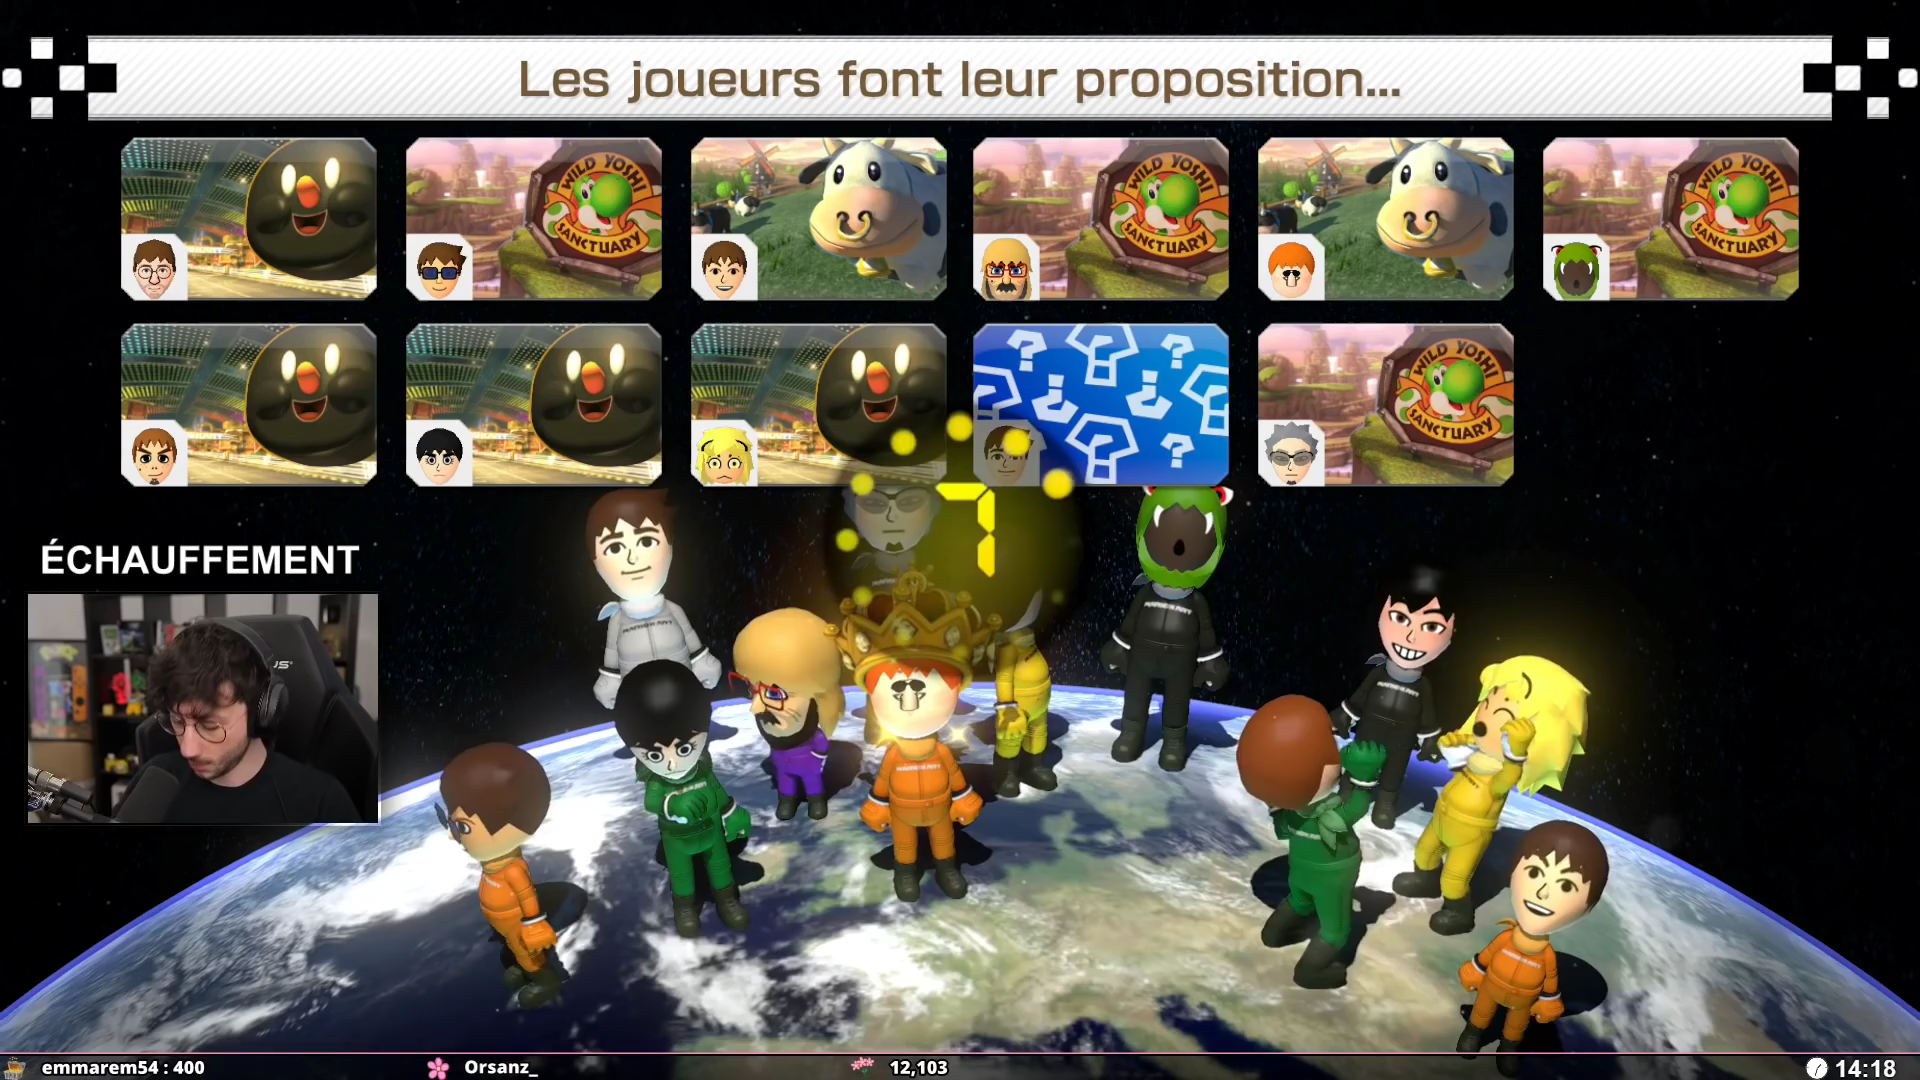 Les joueurs font leur proposition...
WILD YOSHI SANCTUARY
WILD YOSHI SANCTUARY
WILD YOSHI SANCTUARY
WILD YOSHI SANCTUARY
7
ÉCHAUFFEMENT
emmarem54 : 400
Orsanz_
12,103
14:18